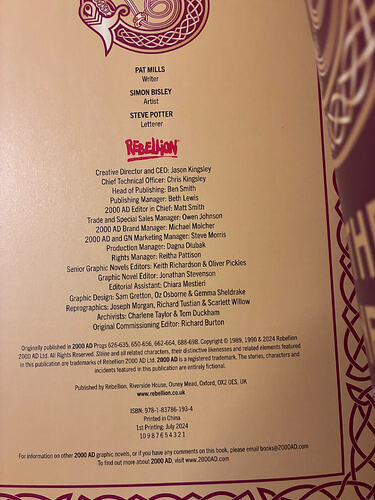 PAT MILLS
Writer
SIMON BISLEY
Artist
STEVE POTTER
Letterer
REBELLION
Creative Director and CEO: Jason Kingsley
Chief Technical Officer: Chris Kingsley
Head of Publishing: Ben Smith
Publishing Manager: Beth Lewis
2000 AD Editor in Chief: Matt Smith
Trade and Special Sales Manager: Owen Johnson
2000 AD Brand Manager: Michael Molcher
2000 AD and GN Marketing Manager: Steve Morris
Production Manager: Dagna Dlubak
Rights Manager: Reitha Pattison
Senior Graphic Novels Editors: Keith Richardson & Oliver Pickles
Graphic Novel Editor: Jonathan Stevenson
Editorial Assistant: Chiara Mestieri
Graphic Design: Sam Gretton, Oz Osborne & Gemma Sheldrake
Reprographics: Joseph Morgan, Richard Tustian & Scarlett Willow
Archivists: Charlene Taylor & Tom Duckham
Original Commissioning Editor: Richard Burton
Originally published in 2000 AD Progs 626-635, 650-656, 662-664, 688-698. Copyright © 1989, 1990 & 2024 Rebellion
2000 AD Ltd. All Rights Reserved. Sláine and all related characters, their distinctive likenesses and related elements featured
in this publication are trademarks of Rebellion 2000 AD Ltd. 2000 AD is a registered trademark. The stories, characters and
incidents featured in this publication are entirely fictional.
Published by Rebellion, Riverside House, Osney Mead, Oxford, OX2 0ES, UK
www.rebellion.co.uk
ISBN: 978-1-83786-193-4
Printed in China
1st Printing: July 2024
10 9 8 7 6 5 4 3 2 1
For information on other 2000 AD graphic novels, or if you have any comments on this book, please email books@2000AD.com
To find out more about 2000 AD, visit www.2000AD.com